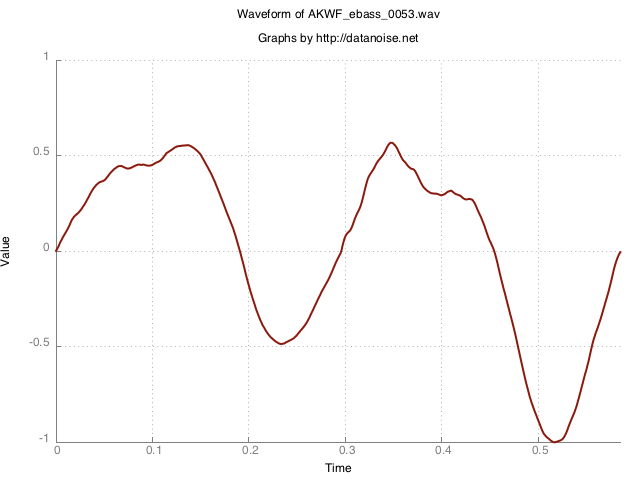 Waveform of AKWF_ebass_0053.wav
Graphs by http://datanoise.net
1
0.5
0
-0.5
-1
Value
0 0.1 0.2 0.3 0.4 0.5
Time